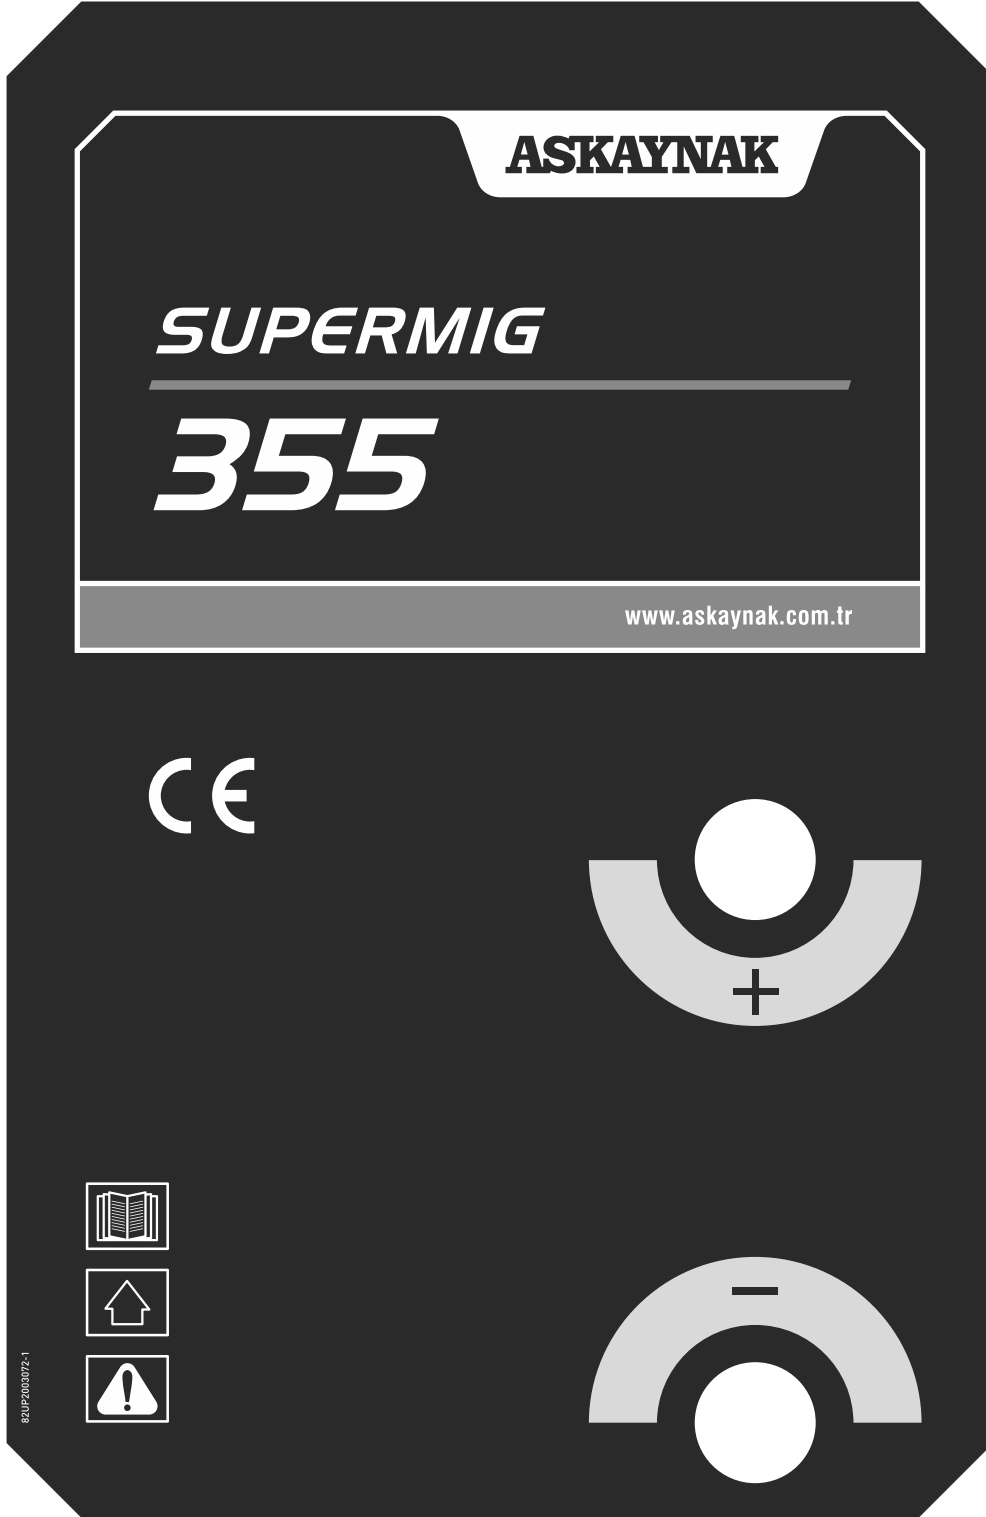 ASKAYNAK
SUPERMIG
355
www.askaynak.com.tr
CE
+
−
82UP2003072-1